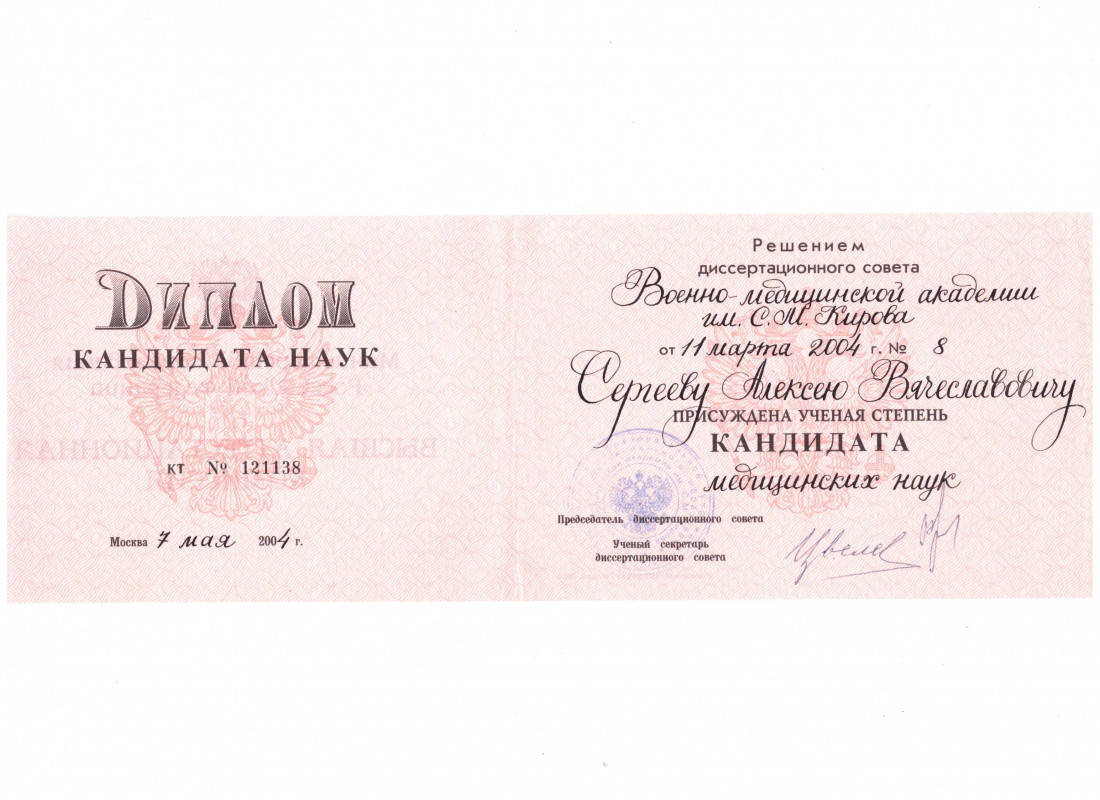 ДИПЛОМ
КАНДИДАТА НАУК
КТ № 121138
Москва 7 мая 2004 г.
Решением
диссертационного совета
Военно-медицинской академии
им. С.М. Кирова
от 11 марта 2004 г. № 8
Сергееву Алексею Вячеславовичу
ПРИСУЖДЕНА УЧЕНАЯ СТЕПЕНЬ
КАНДИДАТА
медицинских наук
Председатель диссертационного совета
Ученый секретарь
диссертационного совета